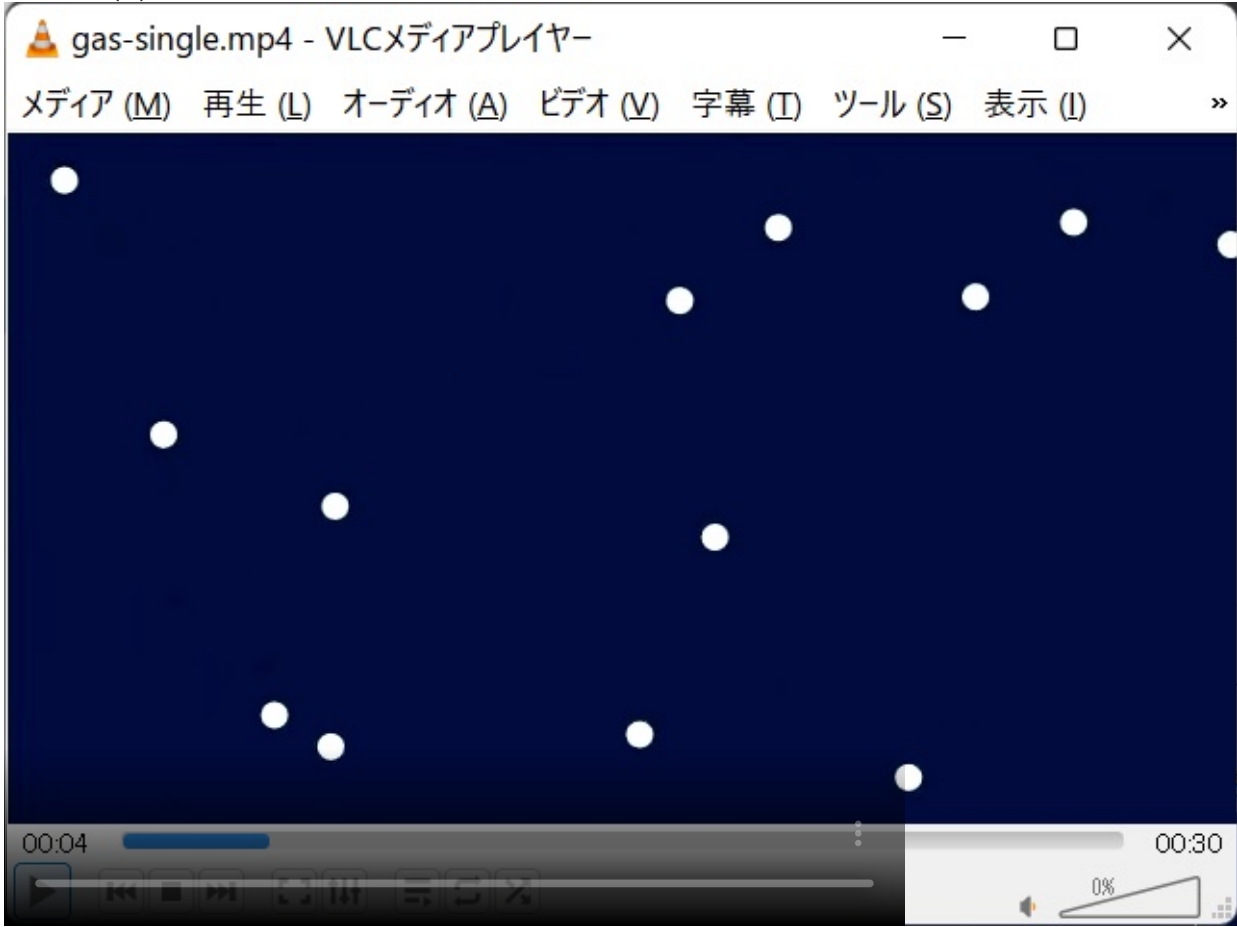 gas-single.mp4 - VLCメディアプレイヤー
メディア (M) 再生 (L) オーディオ (A) ビデオ (V) 字幕 (T) ツール (S) 表示 (I) »
00:04 00:30
0%